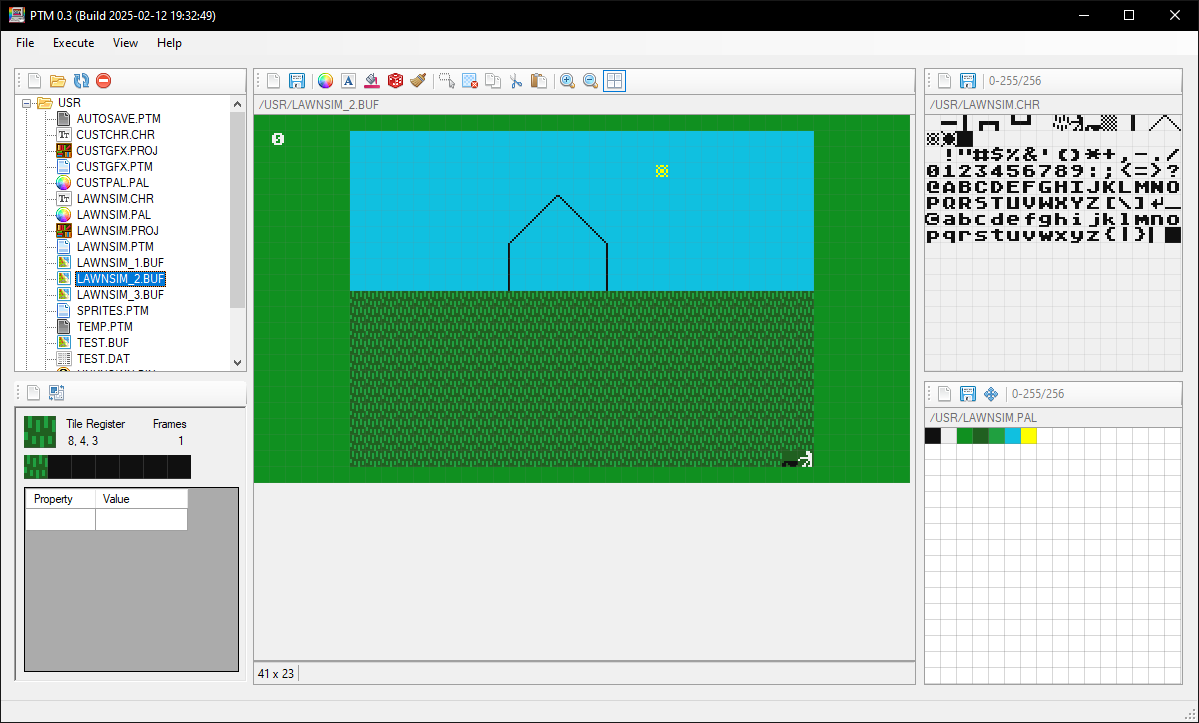 PTM 0.3 (Build 2025-02-12 19:32:49)
File Execute View Help
USR
AUTOSAVE.PTM
CUSTCHR.CHR
CUSTGFX.PROJ
CUSTGFX.PTM
CUSTPAL.PAL
LAWNSIM.CHR
LAWNSIM.PAL
LAWNSIM.PROJ
LAWNSIM.PTM
LAWNSIM_1.BUF
LAWNSIM_2.BUF
LAWNSIM_3.BUF
SPRITES.PTM
TEMP.PTM
TEST.BUF
TEST.DAT
Tile Register Frames
8, 4, 3 1
Property Value
/USR/LAWNSIM_2.BUF
0
41 x 23
0-255/256
/USR/LAWNSIM.CHR
!"#$%&'()*+,-./
0123456789:;<=>?
@ABCDEFGHIJKLMNO
PQRSTUVWXYZ[\]↲_
@abcdefghijklmno
pqrstuvwxyz{|}
0-255/256
/USR/LAWNSIM.PAL